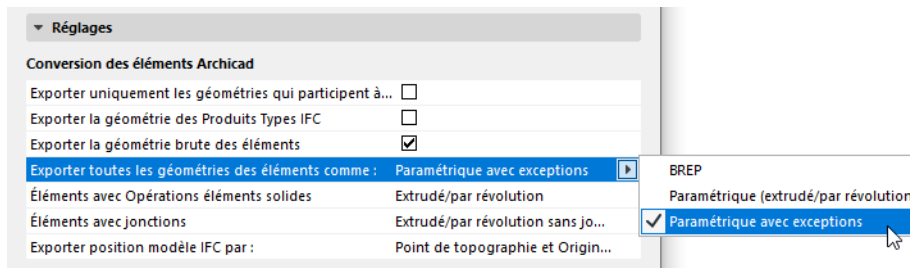 Réglages
Conversion des éléments Archicad
Exporter uniquement les géométries qui participent à...
Exporter la géométrie des Produits Types IFC
Exporter la géométrie brute des éléments
Exporter toutes les géométries des éléments comme : Paramétrique avec exceptions
BREP
Éléments avec Opérations éléments solides Extrudé/par révolution
Paramétrique (extrudé/par révolution
Éléments avec jonctions Extrudé/par révolution sans jo...
Paramétrique avec exceptions
Exporter position modèle IFC par : Point de topographie et Origin...